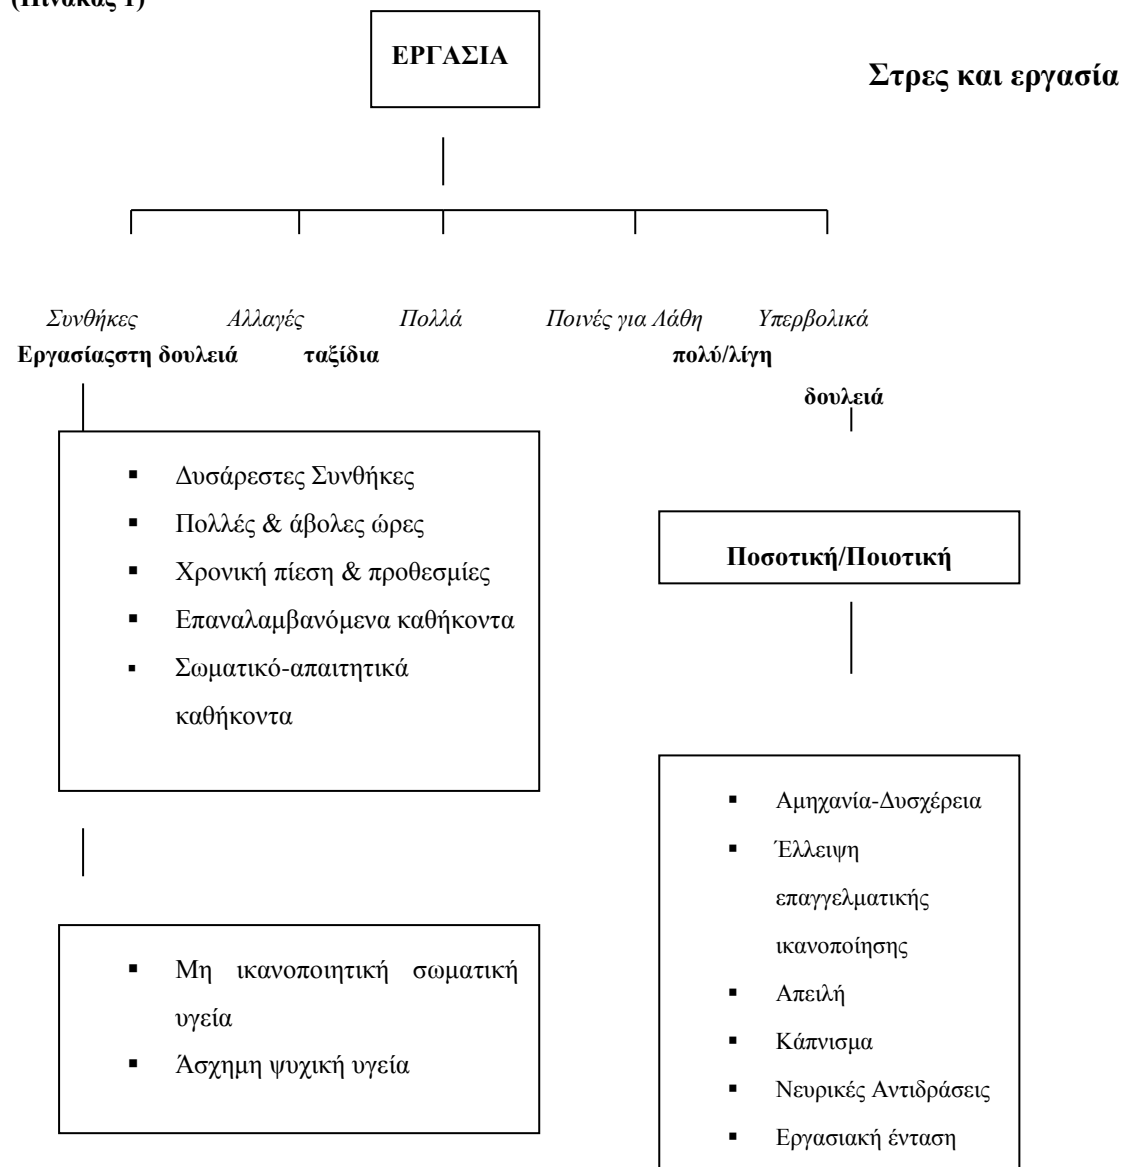 (Πίνακας 1)
ΕΡΓΑΣΙΑ
Στρες και εργασία
Συνθήκες Αλλαγές Πολλά Ποινές για Λάθη Υπερβολικά
Εργασίαςστη δουλειά ταξίδια πολύ/λίγη
δουλειά
▪ Δυσάρεστες Συνθήκες
▪ Πολλές & άβολες ώρες
▪ Χρονική πίεση & προθεσμίες
▪ Επαναλαμβανόμενα καθήκοντα
▪ Σωματικό-απαιτητικά
καθήκοντα
▪ Μη ικανοποιητική σωματική
υγεία
▪ Άσχημη ψυχική υγεία
Ποσοτική/Ποιοτική
▪ Αμηχανία-Δυσχέρεια
▪ Έλλειψη
επαγγελματικής
ικανοποίησης
▪ Απειλή
▪ Κάπνισμα
▪ Νευρικές Αντιδράσεις
▪ Εργασιακή ένταση